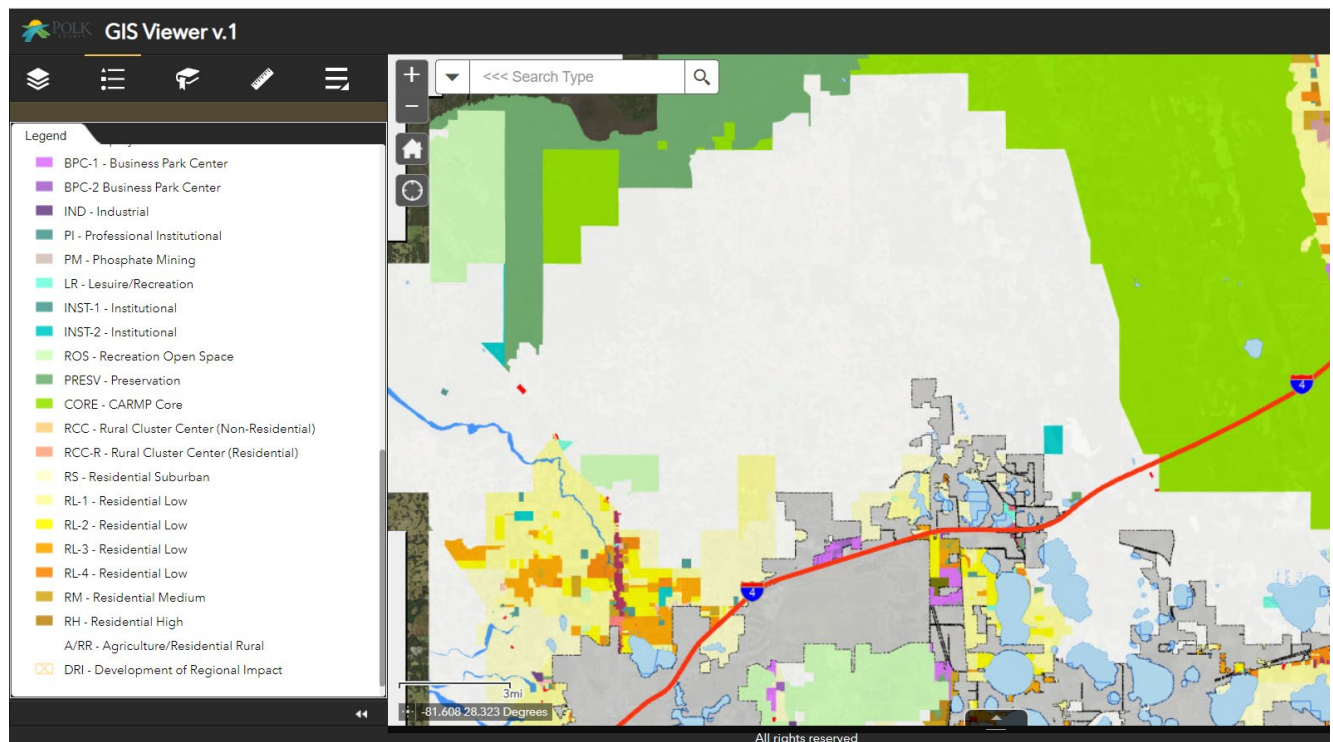 POLK
COUNTY
GIS Viewer v.1
<<< Search Type
Legend
BPC-1 - Business Park Center
BPC-2 Business Park Center
IND - Industrial
PI - Professional Institutional
PM - Phosphate Mining
LR - Lesuire/Recreation
INST-1 - Institutional
INST-2 - Institutional
ROS - Recreation Open Space
PRESV - Preservation
CORE - CARMP Core
RCC - Rural Cluster Center (Non-Residential)
RCC-R - Rural Cluster Center (Residential)
RS - Residential Suburban
RL-1 - Residential Low
RL-2 - Residential Low
RL-3 - Residential Low
RL-4 - Residential Low
RM - Residential Medium
RH - Residential High
A/RR - Agriculture/Residential Rural
DRI - Development of Regional Impact
4
4
3mi
-81.608 28.323 Degrees
All rights reserved